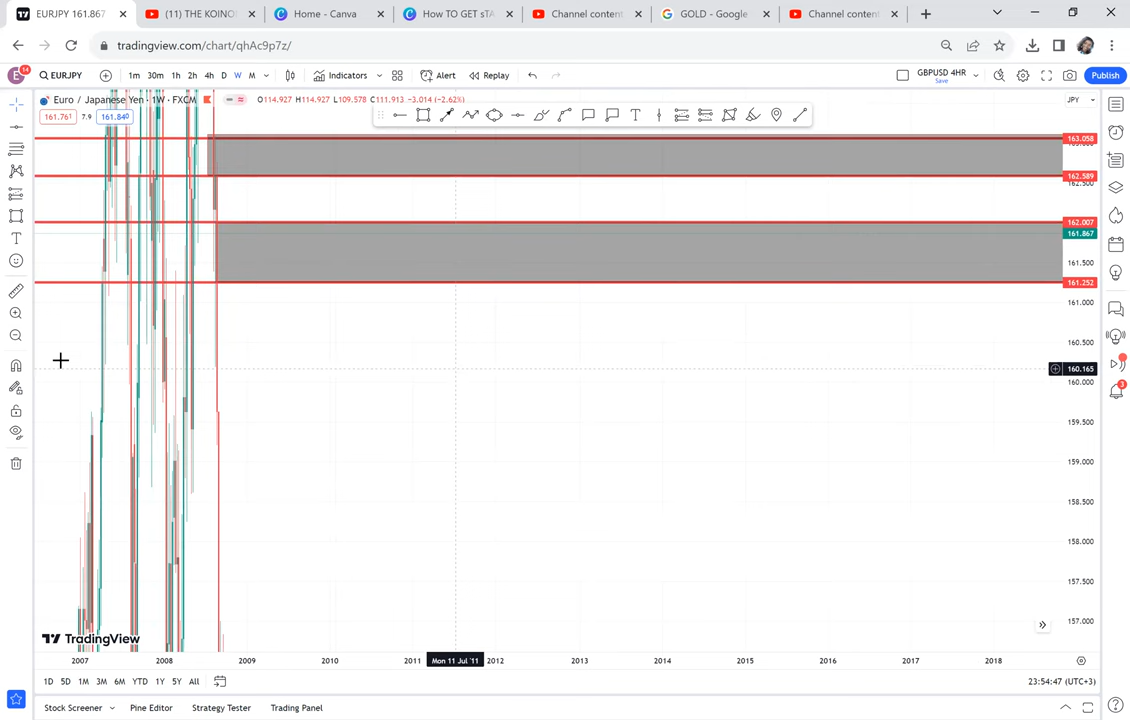 EURJPY 161.867
(11) THE KOINO
Home - Canva
How TO GET sTA
Channel content
GOLD - Google
Channel content
tradingview.com/chart/qhAc9p7z/
E 14 EURJPY 1m 30m 1h 2h 4h D W M Indicators Alert Replay GBPUSD 4HR Save Publish
Euro / Japanese Yen · 1W · FXCM O114.927 H114.927 L109.578 C111.913 -3.014 (-2.62%) JPY
161.761 7.9 161.840
163.058
162.589
162.500
162.007
161.867
161.500
161.252
161.000
160.500
160.165
160.000
159.500
159.000
158.500
158.000
157.500
157.000
TradingView
2007 2008 2009 2010 2011 Mon 11 Jul '11 2012 2013 2014 2015 2016 2017 2018
1D 5D 1M 3M 6M YTD 1Y 5Y All 23:54:47 (UTC+3)
Stock Screener Pine Editor Strategy Tester Trading Panel
3